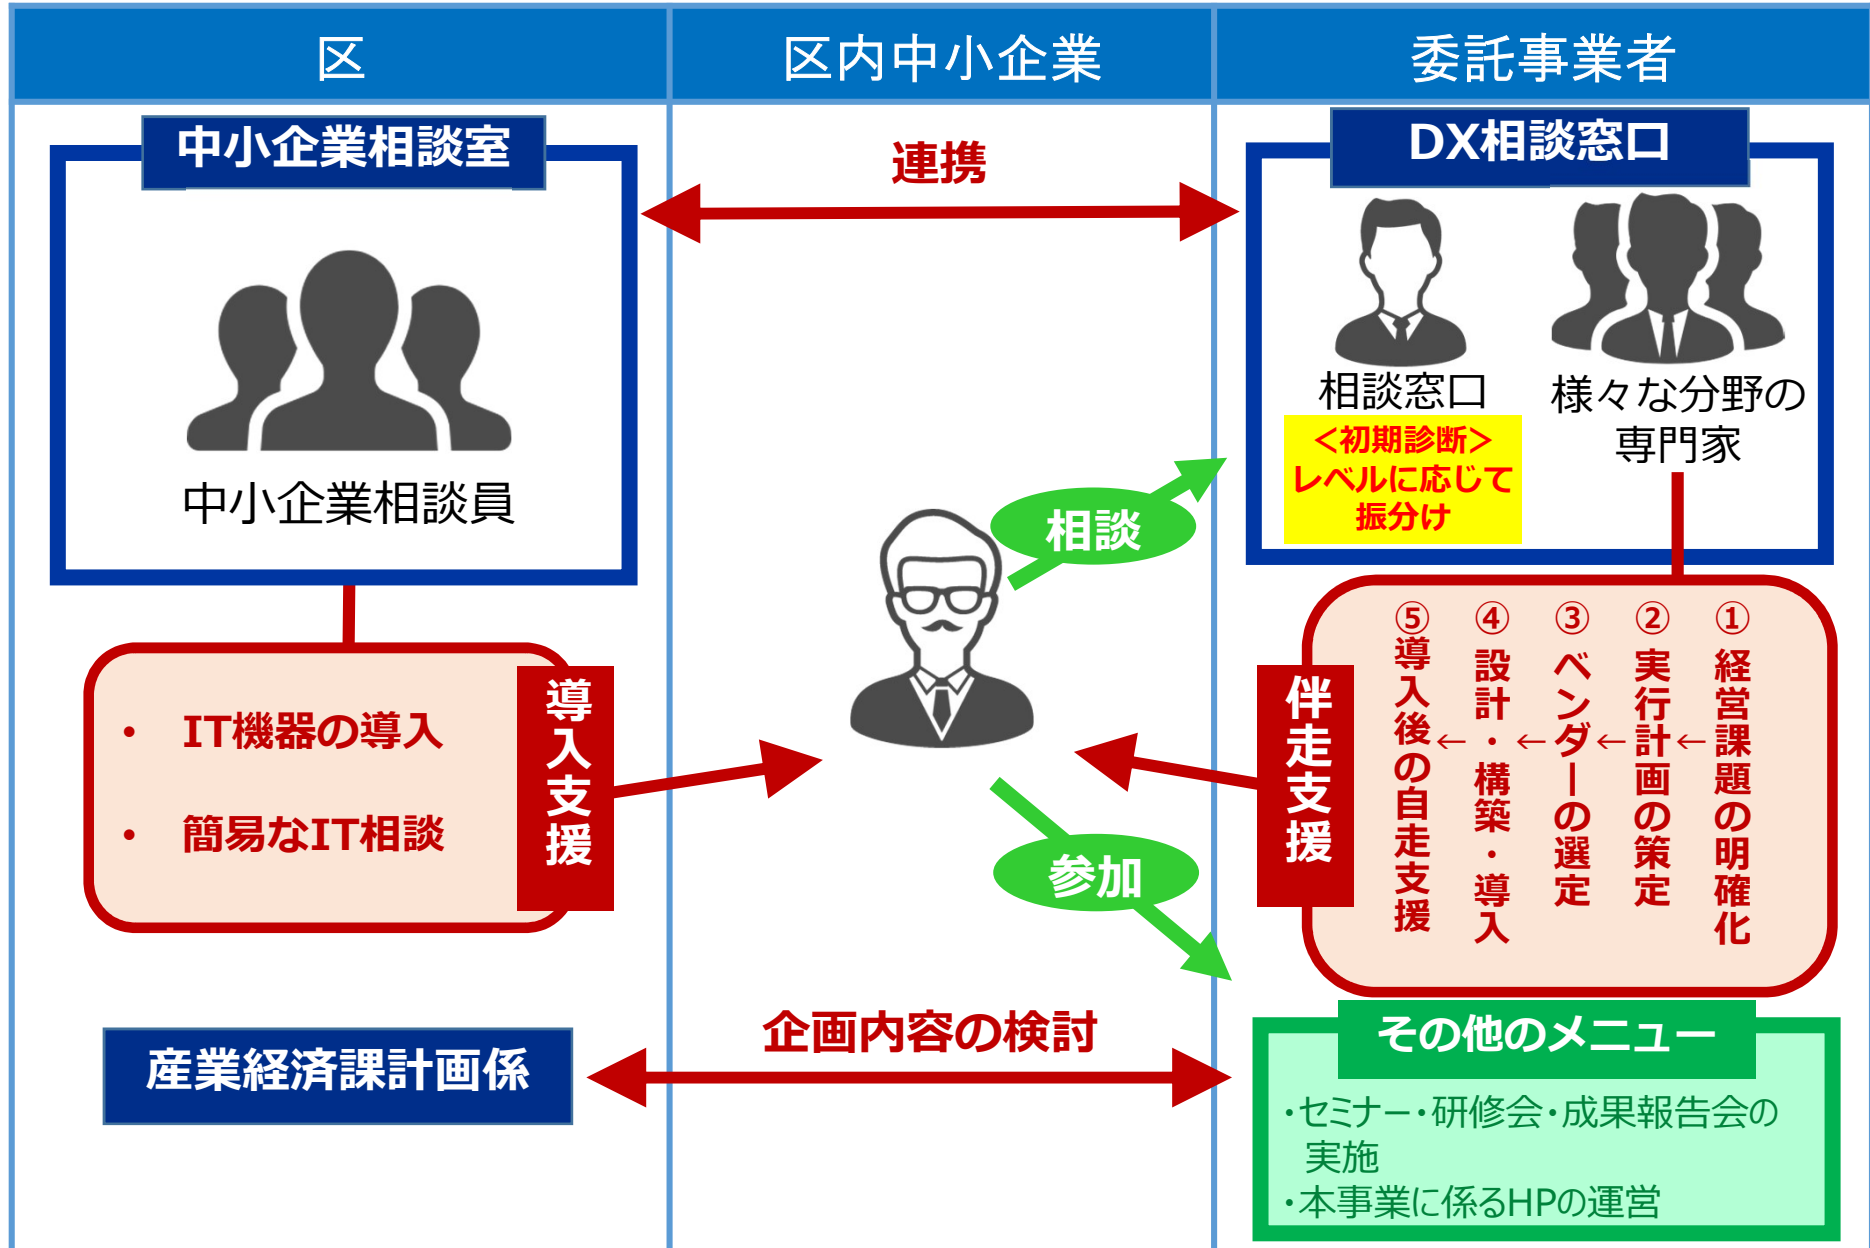 区
区内中小企業
委託事業者
中小企業相談室
中小企業相談員
・ IT機器の導入
・ 簡易なIT相談
導入支援
産業経済課計画係
連携
相談
参加
企画内容の検討
DX相談窓口
相談窓口
<初期診断>
レベルに応じて
振分け
様々な分野の
専門家
伴走支援
①経営課題の明確化
←
②実行計画の策定
←
③ベンダーの選定
←
④設計・構築・導入
←
⑤導入後の自走支援
その他のメニュー
・セミナー・研修会・成果報告会の
実施
・本事業に係るHPの運営